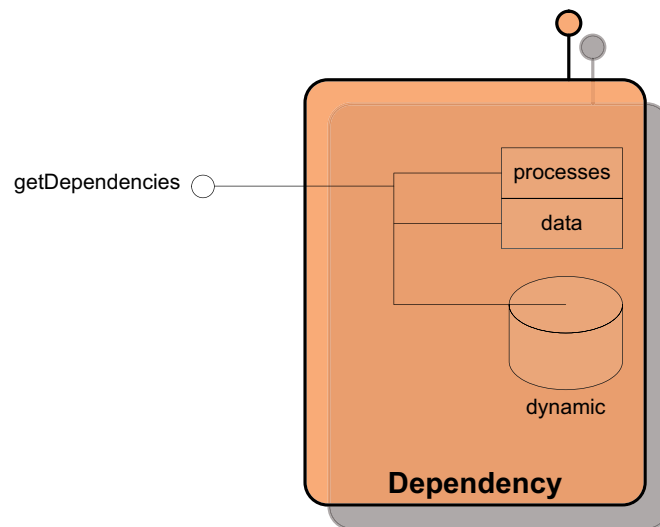 getDependencies
processes
data
dynamic
Dependency